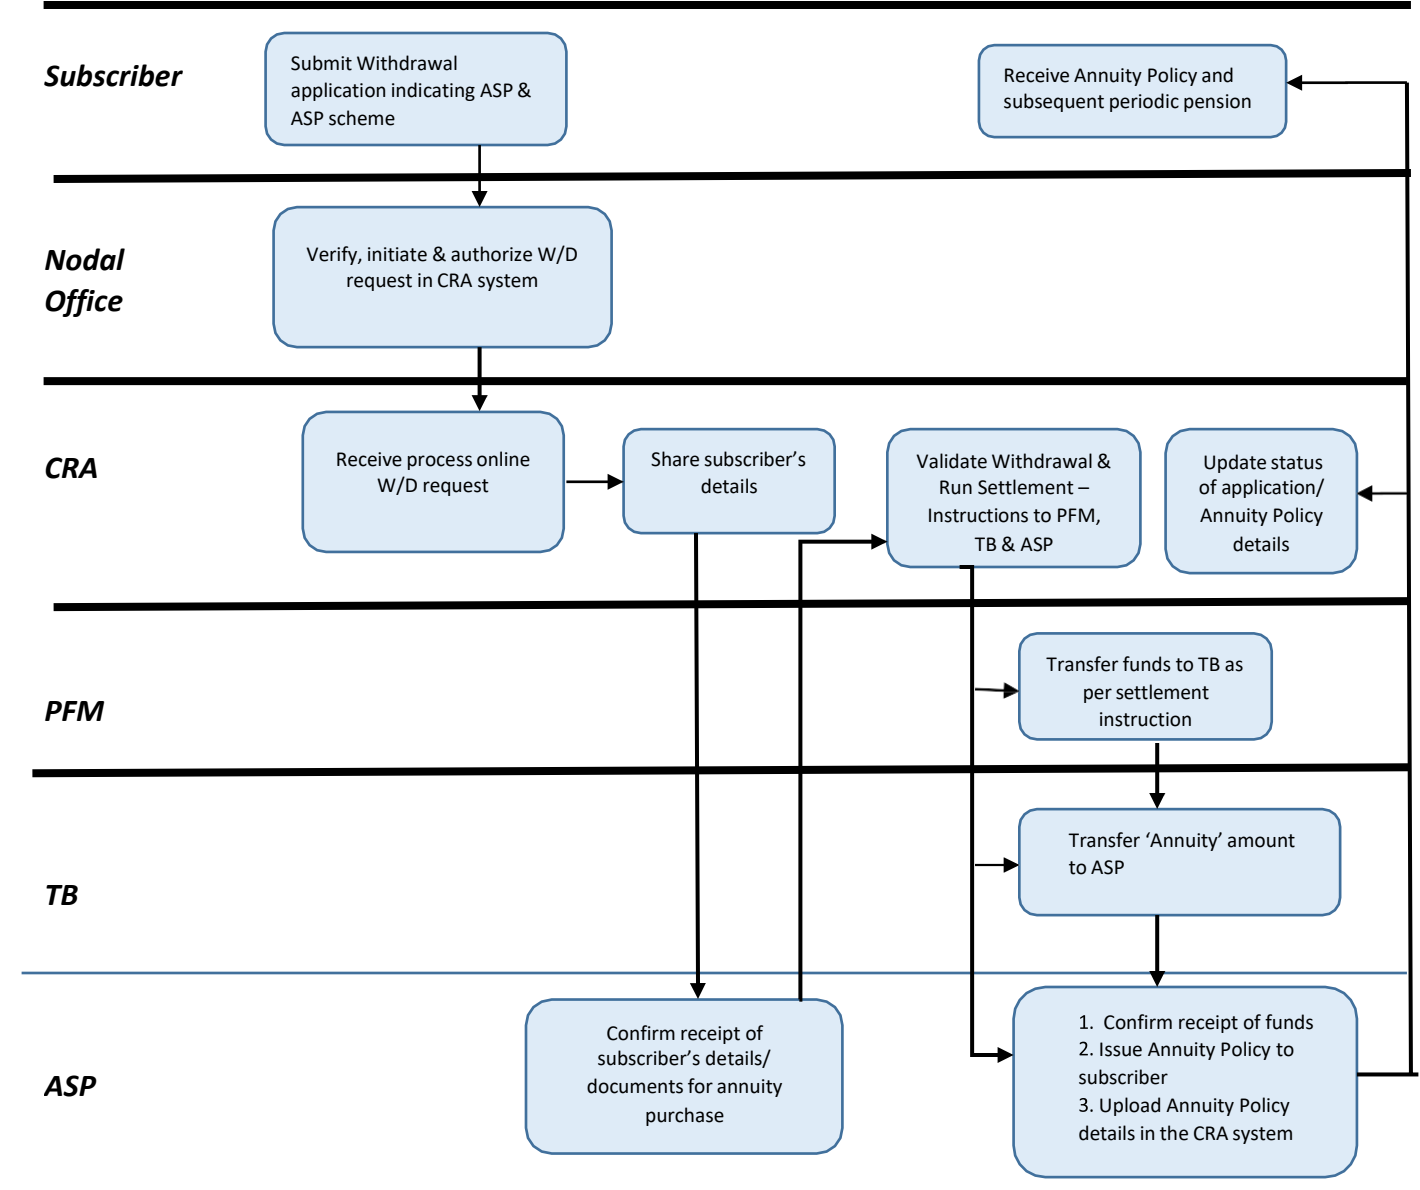 Subscriber
Submit Withdrawal
application indicating ASP &
ASP scheme
Receive Annuity Policy and
subsequent periodic pension
Nodal
Office
Verify, initiate & authorize W/D
request in CRA system
CRA
Receive process online
W/D request
Share subscriber’s
details
Validate Withdrawal &
Run Settlement –
Instructions to PFM,
TB & ASP
Update status
of application/
Annuity Policy
details
PFM
Transfer funds to TB as
per settlement
instruction
TB
Transfer ‘Annuity’ amount
to ASP
ASP
Confirm receipt of
subscriber’s details/
documents for annuity
purchase
1. Confirm receipt of funds
2. Issue Annuity Policy to
subscriber
3. Upload Annuity Policy
details in the CRA system